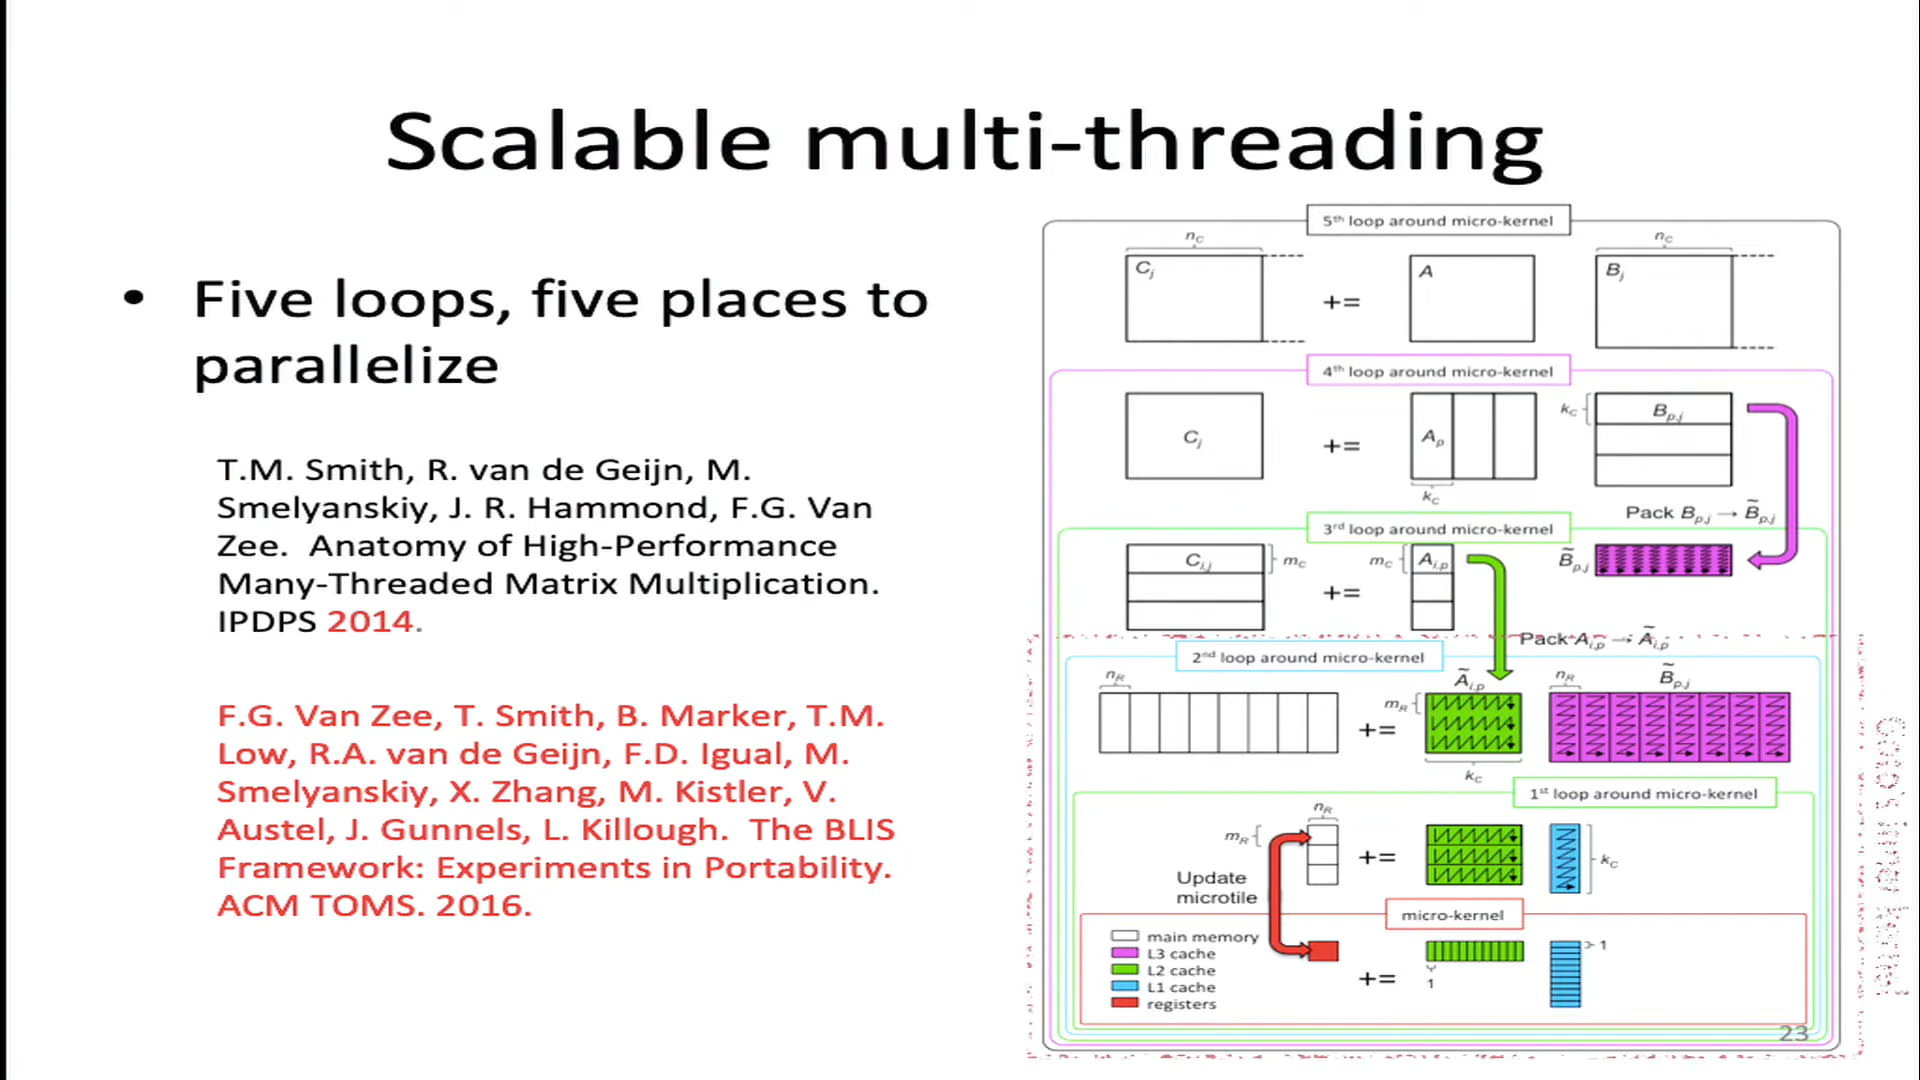 Scalable multi-threading
• Five loops, five places to
parallelize
T.M. Smith, R. van de Geijn, M.
Smelyanskiy, J. R. Hammond, F.G. Van
Zee. Anatomy of High-Performance
Many-Threaded Matrix Multiplication.
IPDPS 2014.
F.G. Van Zee, T. Smith, B. Marker, T.M.
Low, R.A. van de Geijn, F.D. Igual, M.
Smelyanskiy, X. Zhang, M. Kistler, V.
Austel, J. Gunnels, L. Killough. The BLIS
Framework: Experiments in Portability.
ACM TOMS. 2016.
5th loop around micro-kernel
nC nC
Cj += A Bj
4th loop around micro-kernel
Cj += Ap kC Bp,j
kC
Pack Bp,j → B̃p,j
3rd loop around micro-kernel
Ci,j mC += mC Ai,p B̃p,j
Pack Ai,p → Ãi,p
2nd loop around micro-kernel
nR Ãi,p nR B̃p,j
+= mR
kC
1st loop around micro-kernel
nR
mR += kC
Update
microtile
micro-kernel
main memory
L3 cache
L2 cache
L1 cache
registers
+= 1 1
23